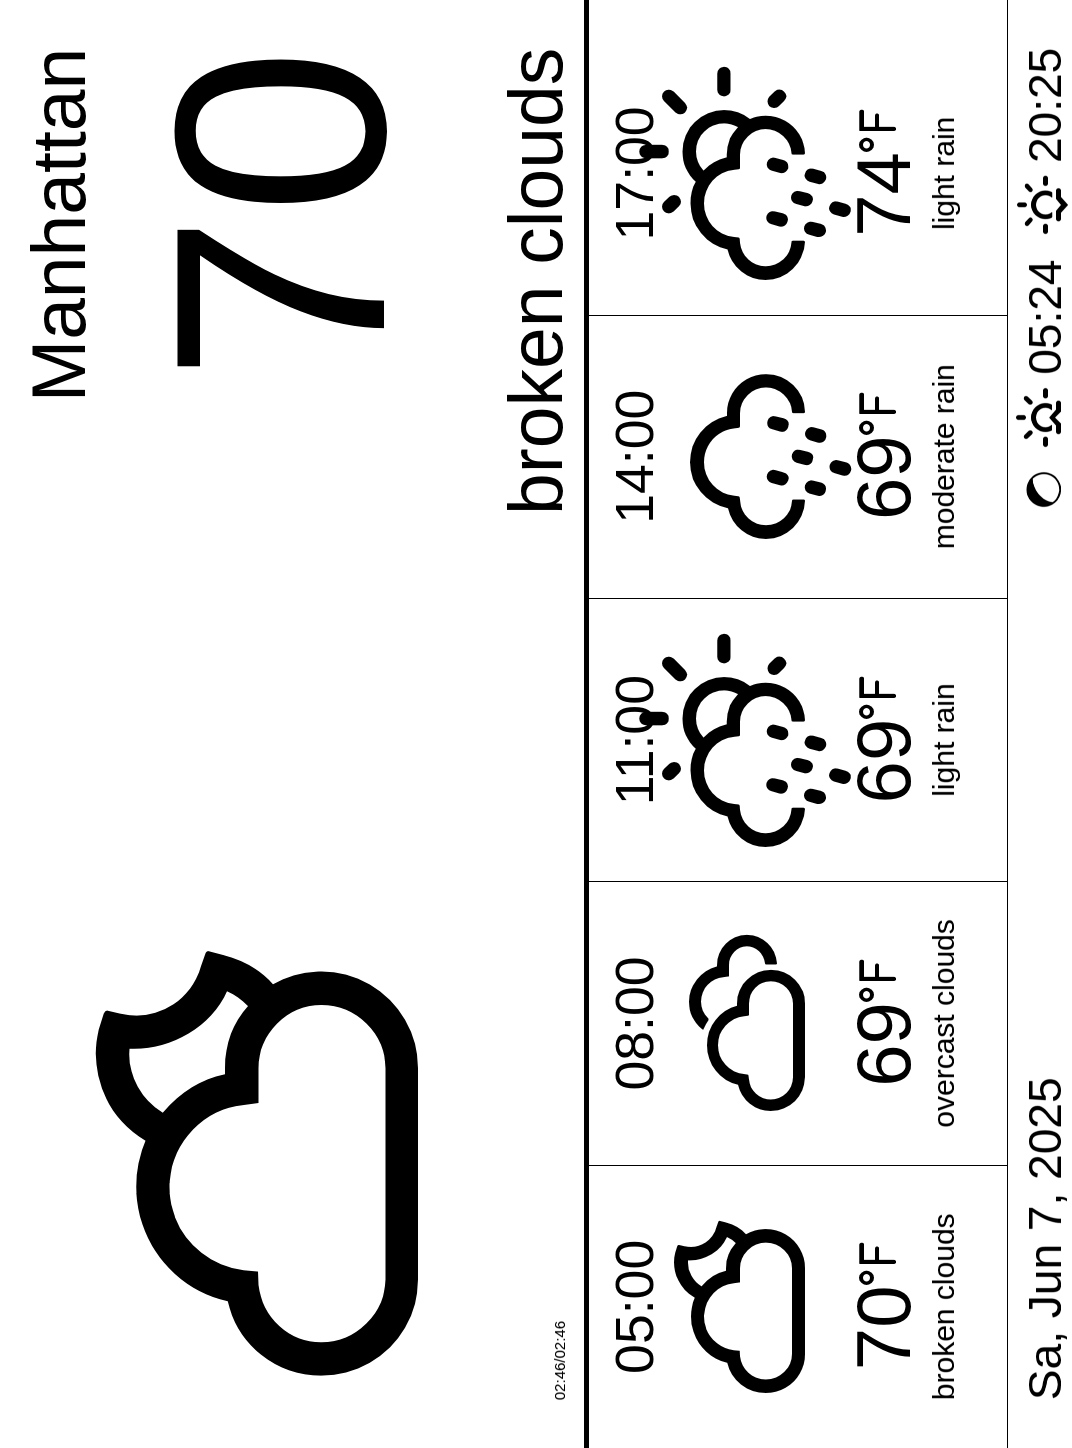 Manhattan
70
broken clouds
02:46/02:46
05:00
70°F
broken clouds
08:00
69°F
overcast clouds
11:00
69°F
light rain
14:00
69°F
moderate rain
17:00
74°F
light rain
Sa, Jun 7, 2025
05:24
20:25